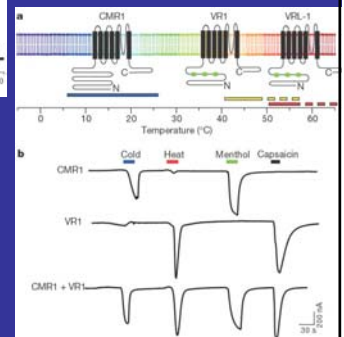 a
CMR1 VR1 VRL-1
C C C
N N N
0 10 20 30 40 50 60
Temperature (°C)
b
Cold Heat Menthol Capsaicin
CMR1
VR1
CMR1 + VR1
200 nA
30 s